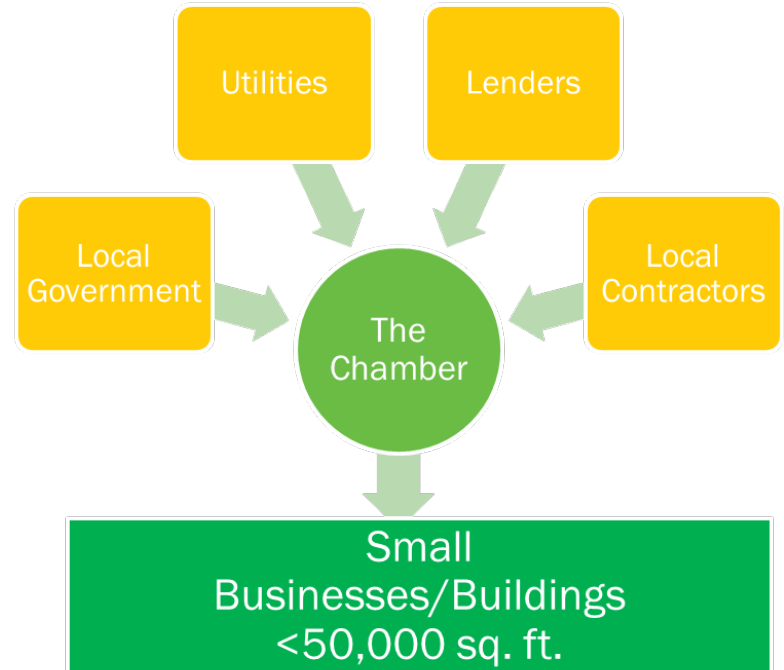 Utilities
Lenders
Local
Government
Local
Contractors
The
Chamber
Small
Businesses/Buildings
<50,000 sq. ft.